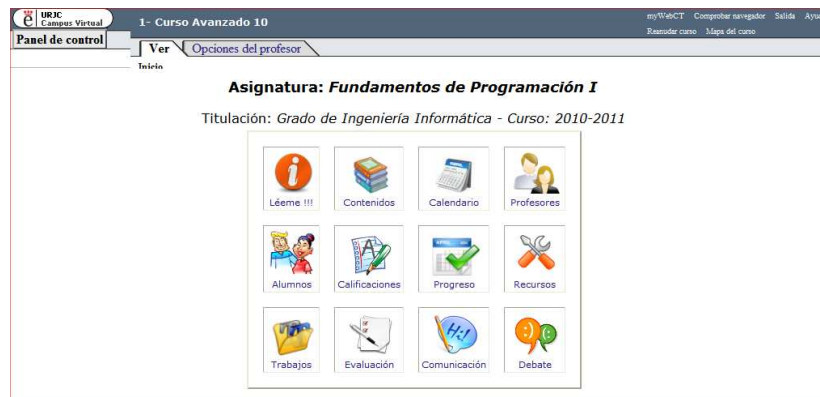 URJC
Campus Virtual
1- Curso Avanzado 10
myWebCT Comprobar navegador Salida Ayu
Reanudar curso Mapa del curso
Panel de control
Ver Opciones del profesor
Inicio
Asignatura: Fundamentos de Programación I
Titulación: Grado de Ingeniería Informática - Curso: 2010-2011
Léeme !!! Contenidos Calendario Profesores
Alumnos Calificaciones Progreso Recursos
Hi!
Trabajos Evaluación Comunicación Debate